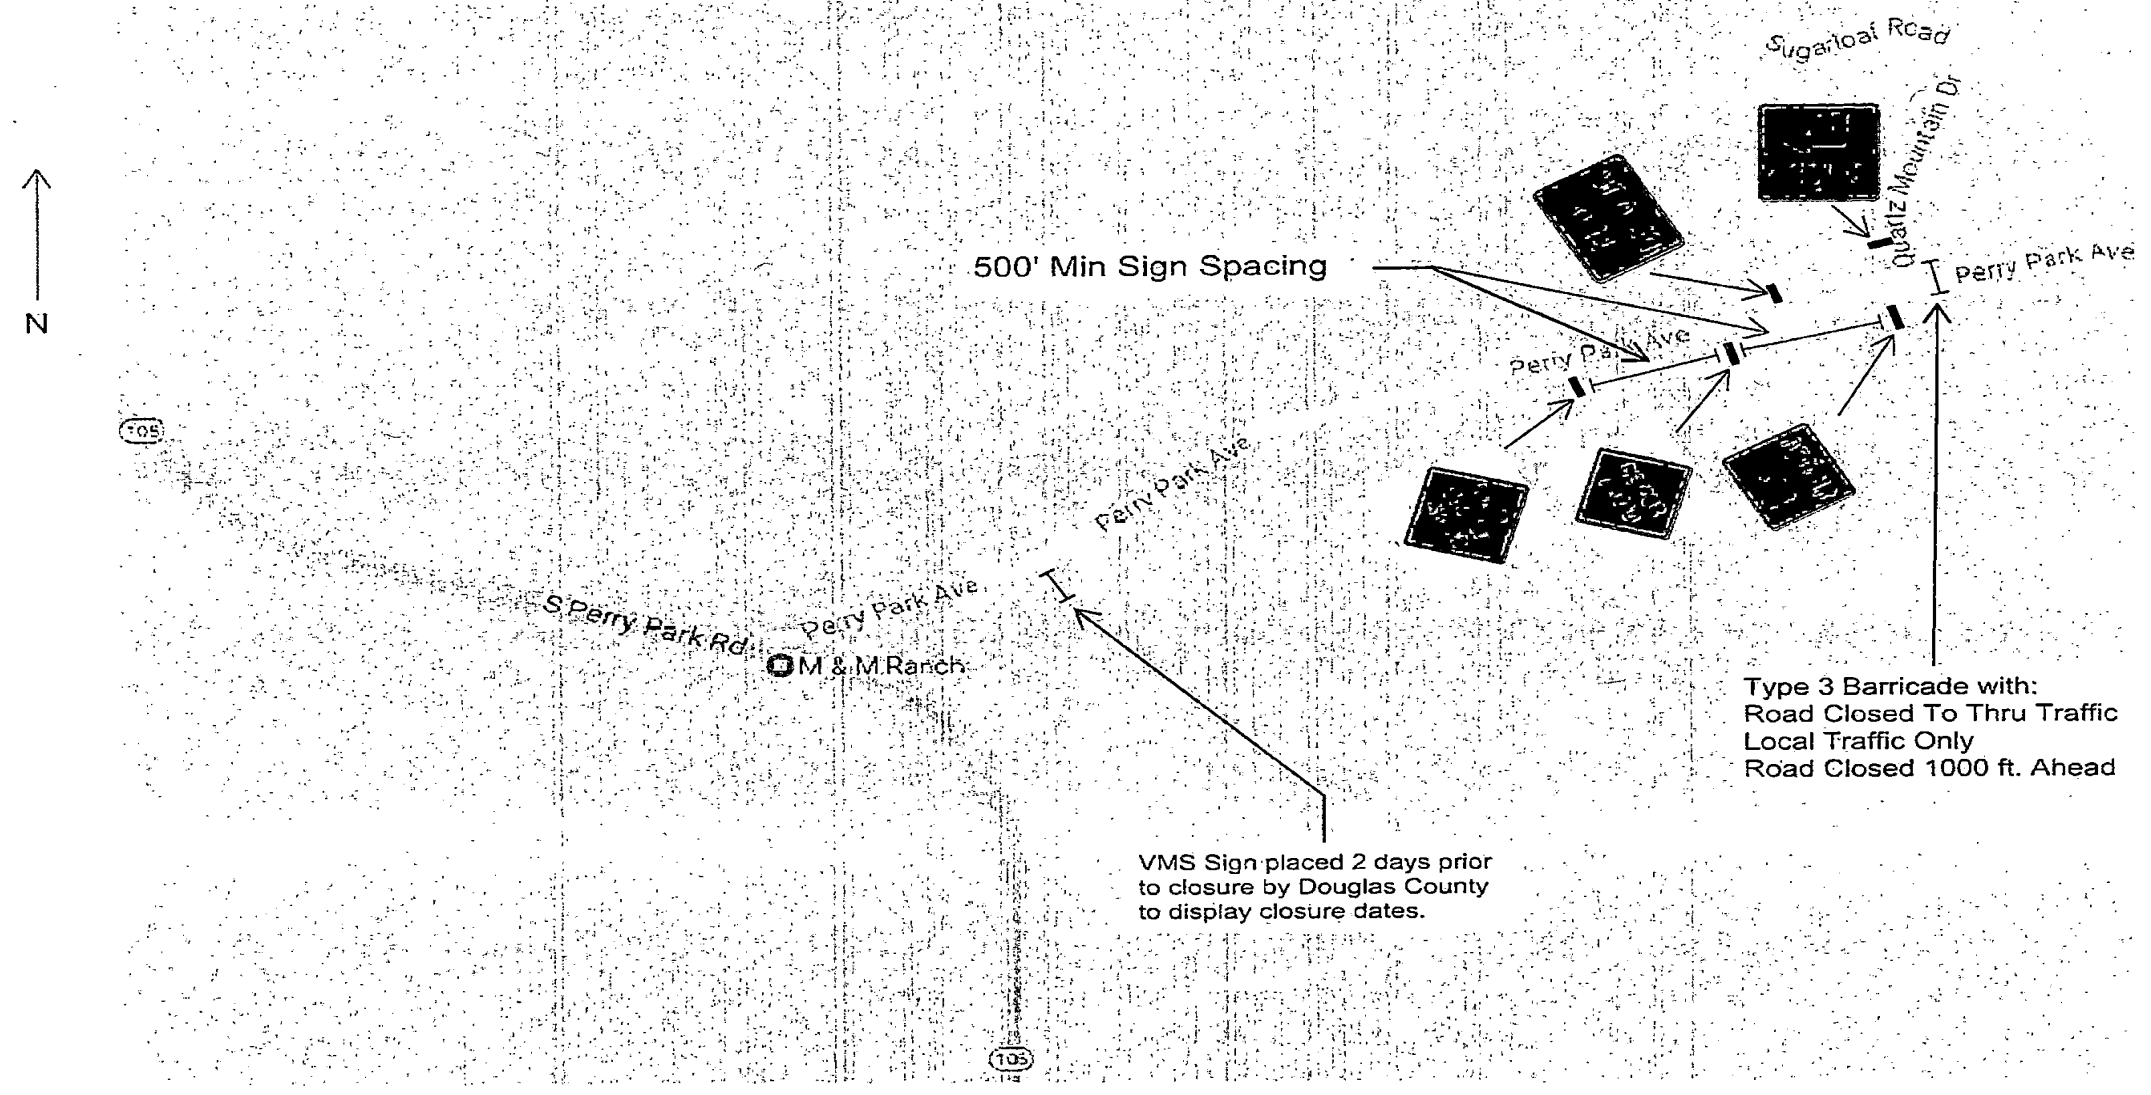 Sugarloaf Road
Quartz Mountain Dr
Perry Park Ave
500' Min Sign Spacing
N
Perry Park Ave
105
Perry Park Ave
Perry Park Ave
S Perry Park Rd
M & M Ranch
Type 3 Barricade with:
Road Closed To Thru Traffic
Local Traffic Only
Road Closed 1000 ft. Ahead
VMS Sign placed 2 days prior
to closure by Douglas County
to display closure dates.
105